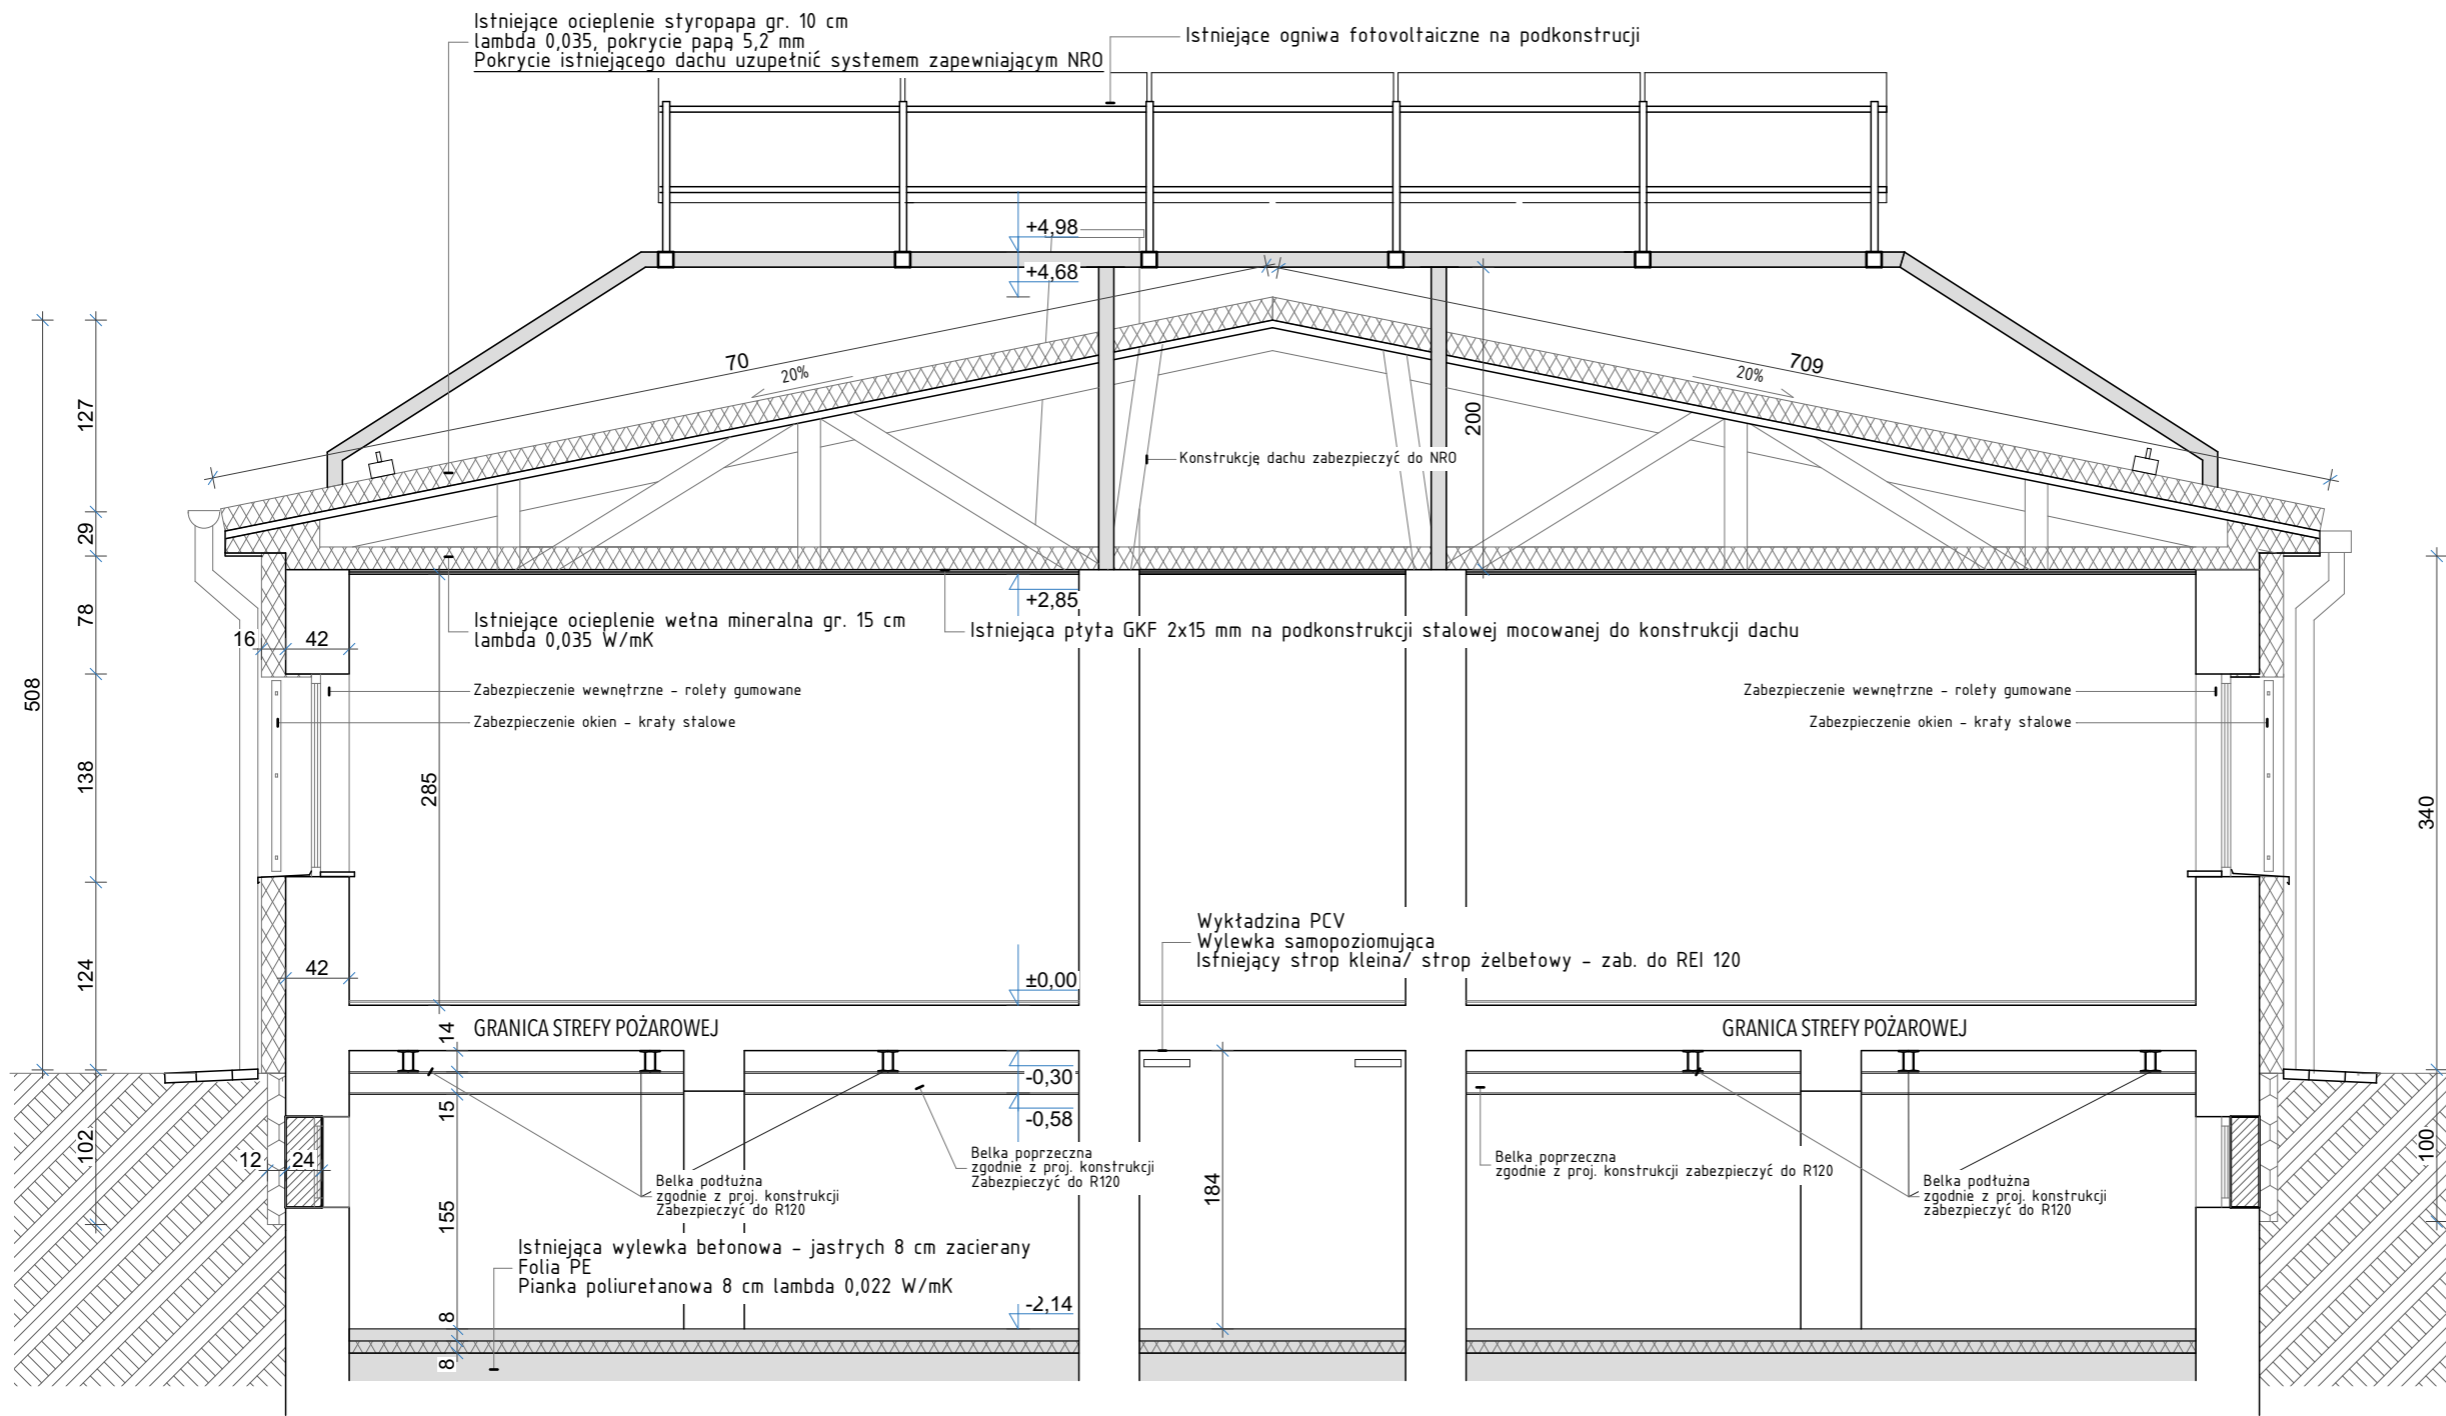 Istniejące ocieplenie styropapa gr. 10 cm
lambda 0,035, pokrycie papą 5,2 mm
Pokrycie istniejącego dachu uzupełnić systemem zapewniającym NRO
Istniejące ogniwa fotovoltaiczne na podkonstrucji
+4,98
+4,68
70
20%
709
20%
200
127
29
78
138
124
102
508
Konstrukcję dachu zabezpieczyć do NRO
+2,85
Istniejące ocieplenie wełna mineralna gr. 15 cm
lambda 0,035 W/mK
Istniejąca płyta GKF 2x15 mm na podkonstrukcji stalowej mocowanej do konstrukcji dachu
16
42
Zabezpieczenie wewnętrzne - rolety gumowane
Zabezpieczenie okien - kraty stalowe
Zabezpieczenie wewnętrzne - rolety gumowane
Zabezpieczenie okien - kraty stalowe
285
340
Wykładzina PCV
Wylewka samopoziomująca
Istniejący strop kleina/ strop żelbetowy - zab. do REI 120
42
±0,00
14
GRANICA STREFY POŻAROWEJ
GRANICA STREFY POŻAROWEJ
-0,30
15
-0,58
12
24
100
Belka poprzeczna
zgodnie z proj. konstrukcji
Zabezpieczyć do R120
Belka poprzeczna
zgodnie z proj. konstrukcji zabezpieczyć do R120
Belka podłużna
zgodnie z proj. konstrukcji
Zabezpieczyć do R120
Belka podłużna
zgodnie z proj. konstrukcji
zabezpieczyć do R120
155
184
Istniejąca wylewka betonowa - jastrych 8 cm zacierany
Folia PE
Pianka poliuretanowa 8 cm lambda 0,022 W/mK
-2,14
8
8